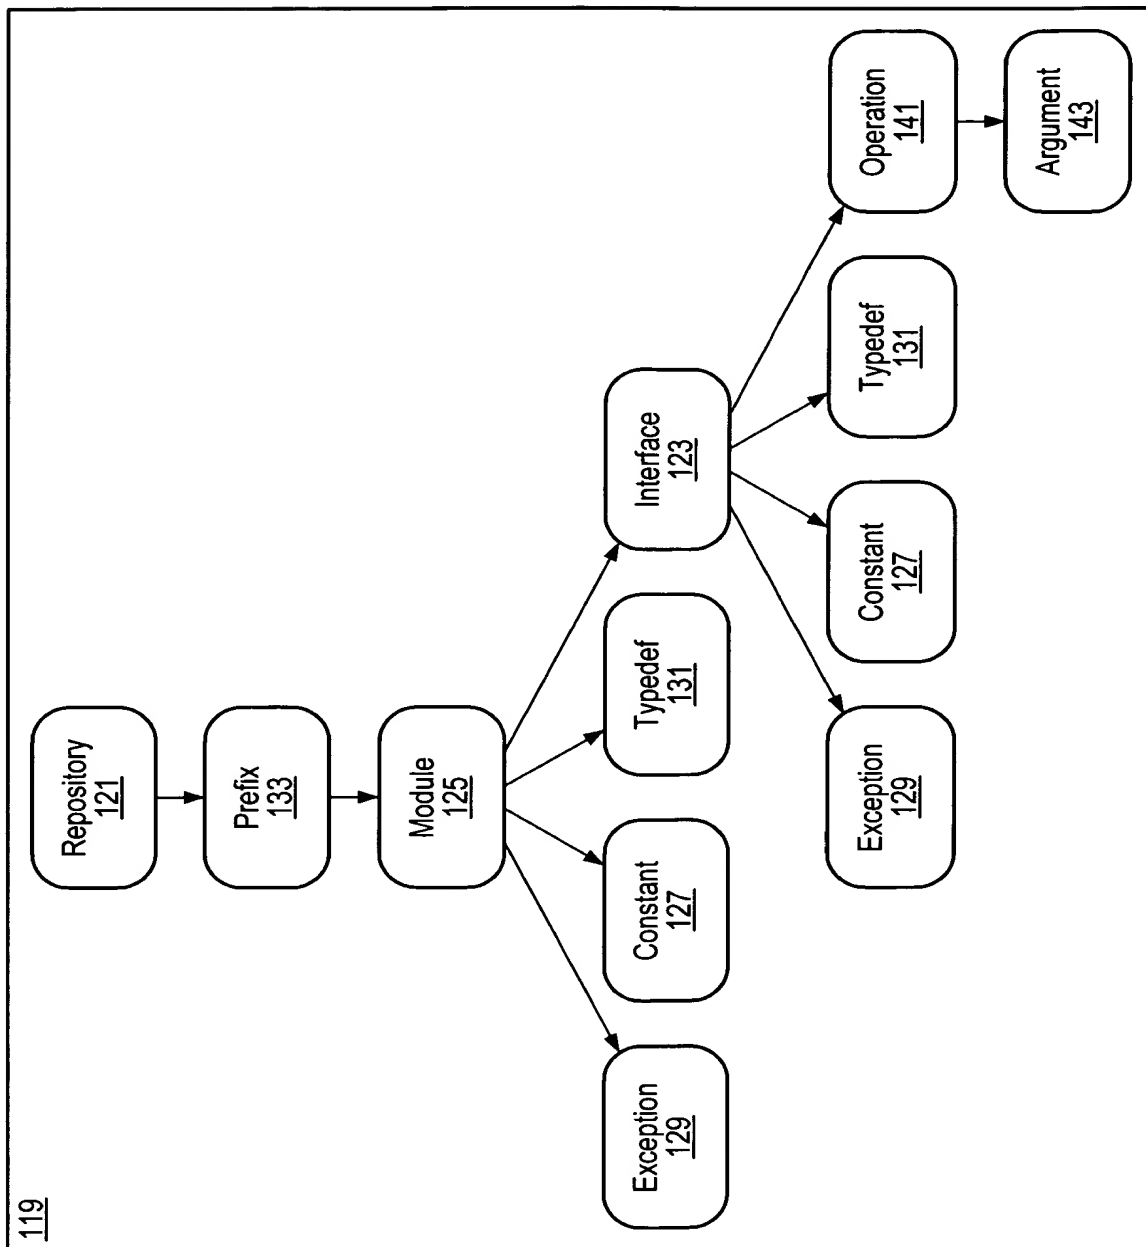 119
Repository
121
Prefix
133
Module
125
Exception
129
Constant
127
Typedef
131
Interface
123
Exception
129
Constant
127
Typedef
131
Operation
141
Argument
143